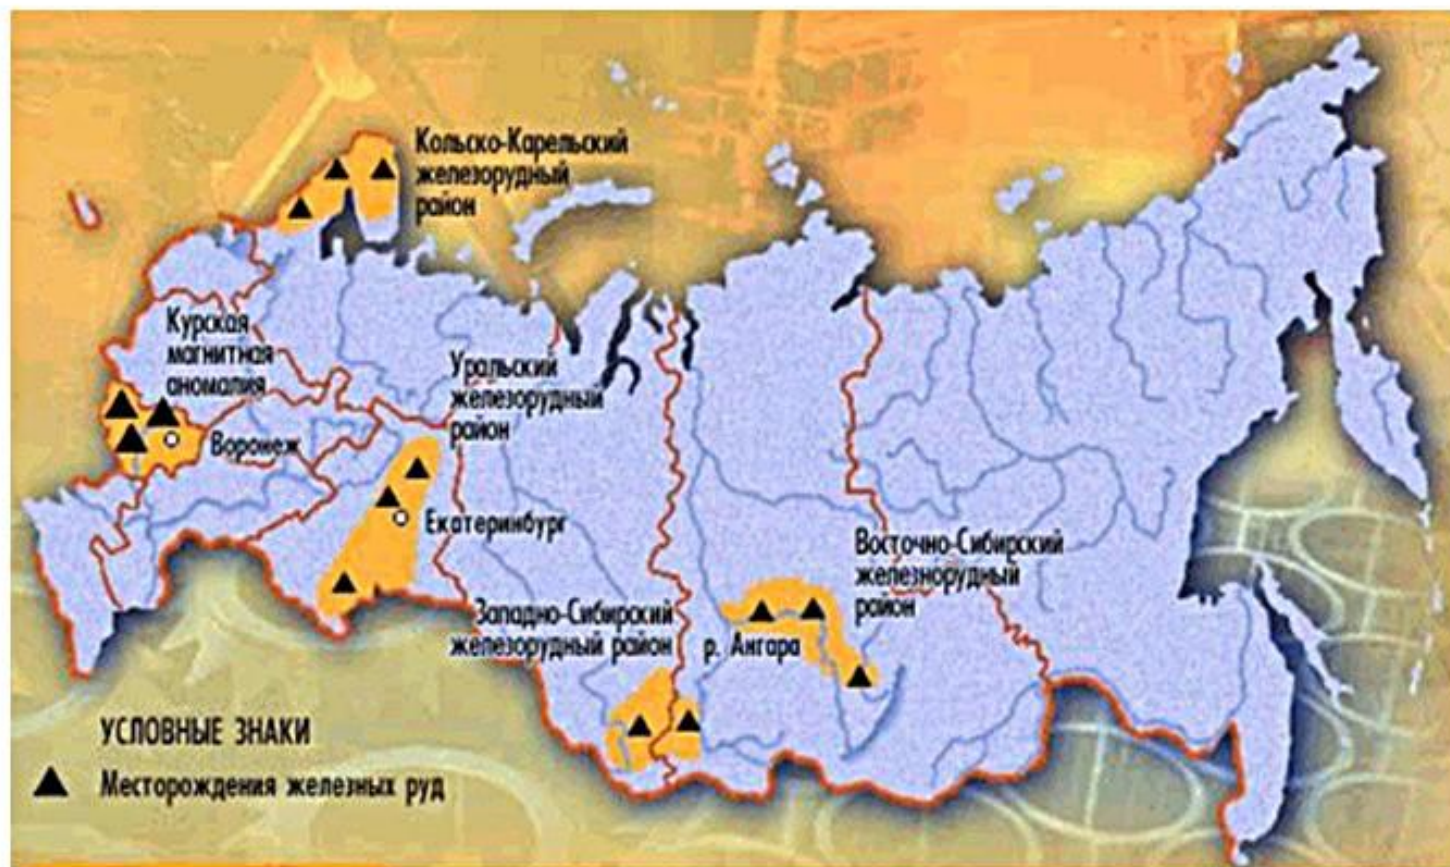 Кольско-Карельский
железорудный
район
Курская
магнитная
аномалия
Уральский
железорудный
район
Воронеж
Екатеринбург
Восточно-Сибирский
железнорудный
район
Западно-Сибирский
железорудный район
р. Ангара
УСЛОВНЫЕ ЗНАКИ
Месторождения железных руд